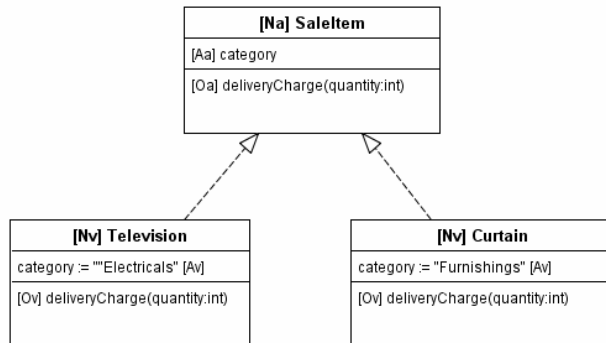 [Na] SaleItem
[Aa] category
[Oa] deliveryCharge(quantity:int)
[Nv] Television
category := ""Electricals" [Av]
[Ov] deliveryCharge(quantity:int)
[Nv] Curtain
category := "Furnishings" [Av]
[Ov] deliveryCharge(quantity:int)